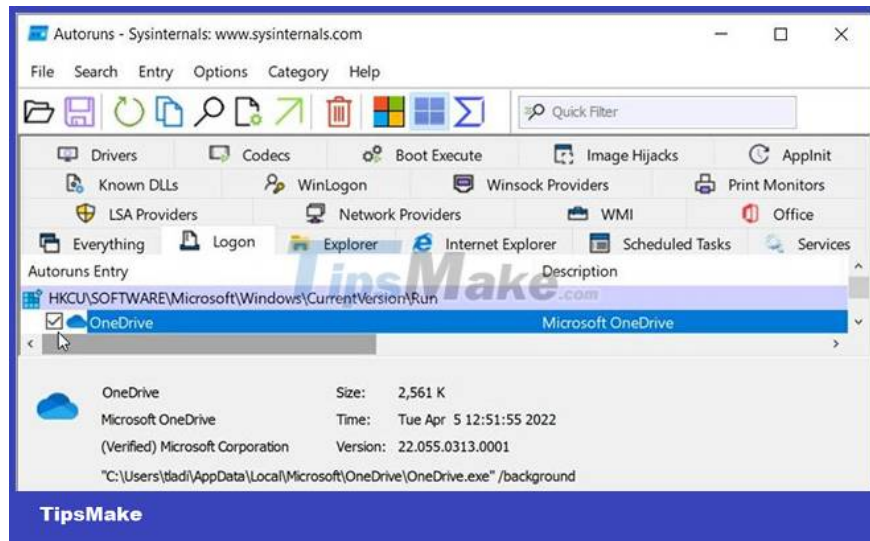 Autoruns - Sysinternals: www.sysinternals.com
File Search Entry Options Category Help
Quick Filter
Drivers Codecs Boot Execute Image Hijacks AppInit
Known DLLs WinLogon Winsock Providers Print Monitors
LSA Providers Network Providers WMI Office
Everything Logon Explorer Internet Explorer Scheduled Tasks Services
Autoruns Entry Description
TipsMake.com
HKCU\SOFTWARE\Microsoft\Windows\CurrentVersion\Run
OneDrive Microsoft OneDrive
OneDrive Size: 2,561 K
Microsoft OneDrive Time: Tue Apr 5 12:51:55 2022
(Verified) Microsoft Corporation Version: 22.055.0313.0001
"C:\Users\tladi\AppData\Local\Microsoft\OneDrive\OneDrive.exe" /background
TipsMake